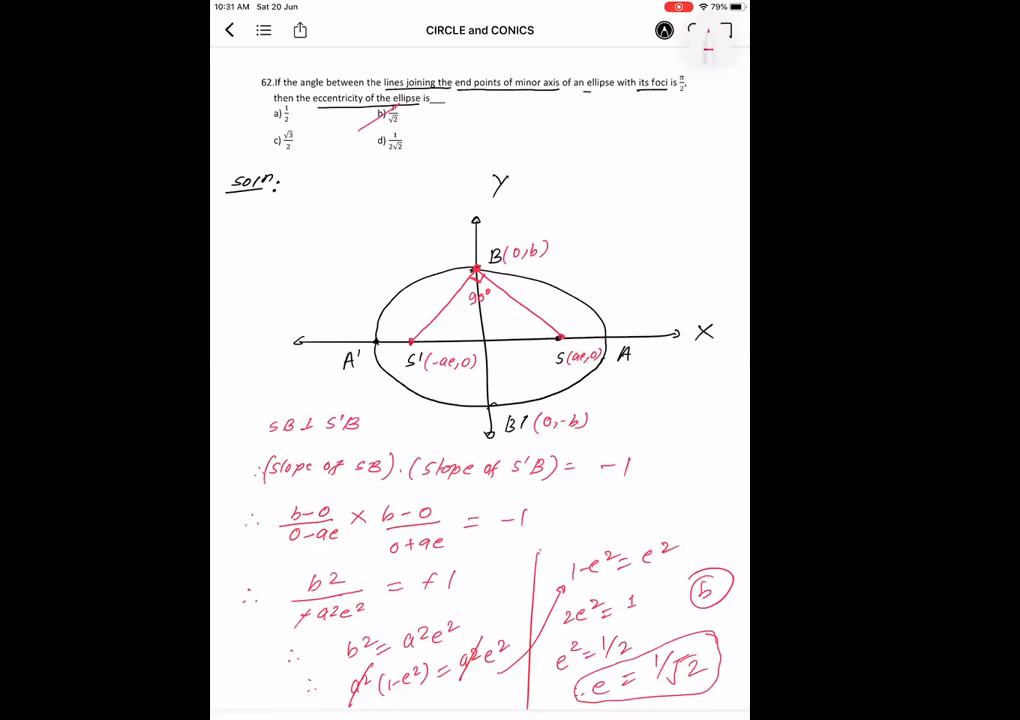 10:31 AM Sat 20 Jun 79%
CIRCLE and CONICS
62.If the angle between the lines joining the end points of minor axis of an ellipse with its foci is π/2,
then the eccentricity of the ellipse is___
a) 1/2 b) 1/√2
c) √3/2 d) 1/2√2
Soln:
Y
B(0,b)
90°
X
A' S'(-ae,0) S(ae,0) A
B'(0,-b)
SB⊥S'B
∴(slope of SB).(slope of S'B) = -1
∴ b-0/0-ae × b-0/0+ae = -1
∴ b2/-a2e2 = -1
∴ b2 = a2e2
∴ a2(1-e2) = a2e2
1-e2 = e2
2e2 = 1
e2 = 1/2
∴e = 1/√2
b